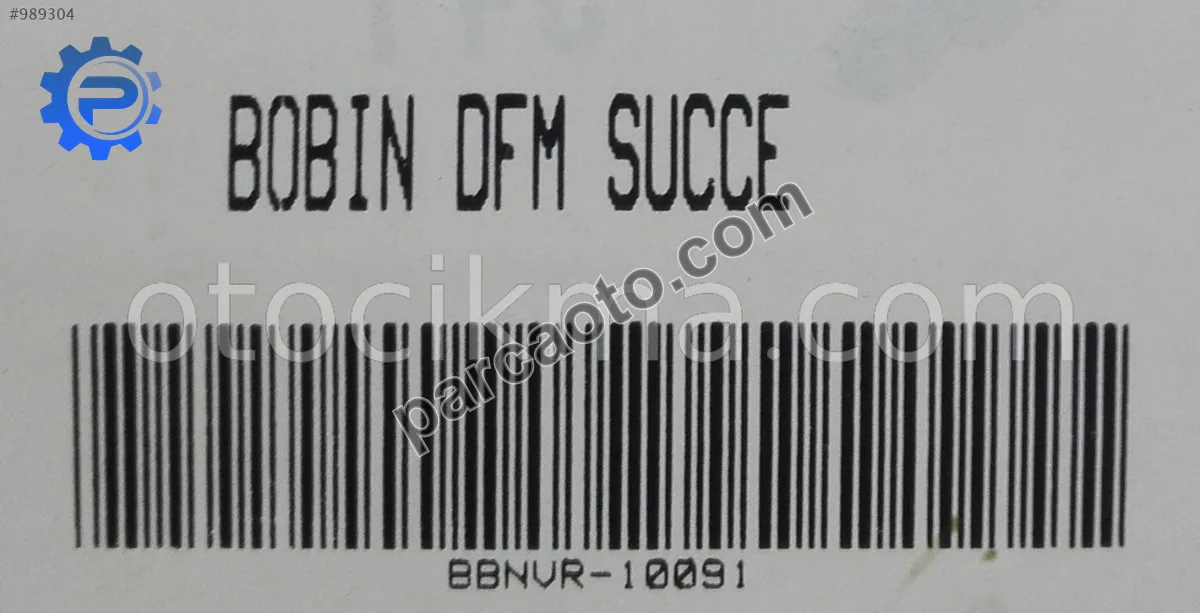 #989304
BOBIN DFM SUCCE
otocikma.com
parcaoto.com
BBNVR-10091